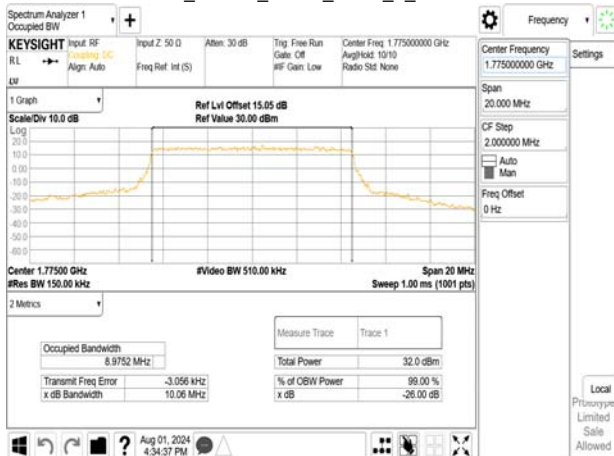 Spectrum Analyzer 1
Occupied BW
Frequency
KEYSIGHT
RL
Input: RF
Coupling: DC
Align: Auto
Input Z: 50 Ω
Freq Ref: Int (S)
Atten: 30 dB
Trig: Free Run
Gate: Off
#IF Gain: Low
Center Freq: 1.775000000 GHz
Avg|Hold: 10/10
Radio Std: None
Center Frequency
1.775000000 GHz
Settings
Span
20.000 MHz
CF Step
2.000000 MHz
Auto
Man
Freq Offset
0 Hz
1 Graph
Scale/Div 10.0 dB
Ref Lvl Offset 15.05 dB
Ref Value 30.00 dBm
Log
20.0
10.0
0.00
-10.0
-20.0
-30.0
-40.0
-50.0
-60.0
Center 1.77500 GHz
#Res BW 150.00 kHz
#Video BW 510.00 kHz
Span 20 MHz
Sweep 1.00 ms (1001 pts)
2 Metrics
Measure Trace Trace 1
Occupied Bandwidth
8.9752 MHz
Total Power 32.0 dBm
Transmit Freq Error -3.056 kHz
% of OBW Power 99.00 %
x dB Bandwidth 10.06 MHz
x dB -26.00 dB
Local
Prototype
Limited
Sale
Allowed
Aug 01, 2024
4:34:37 PM